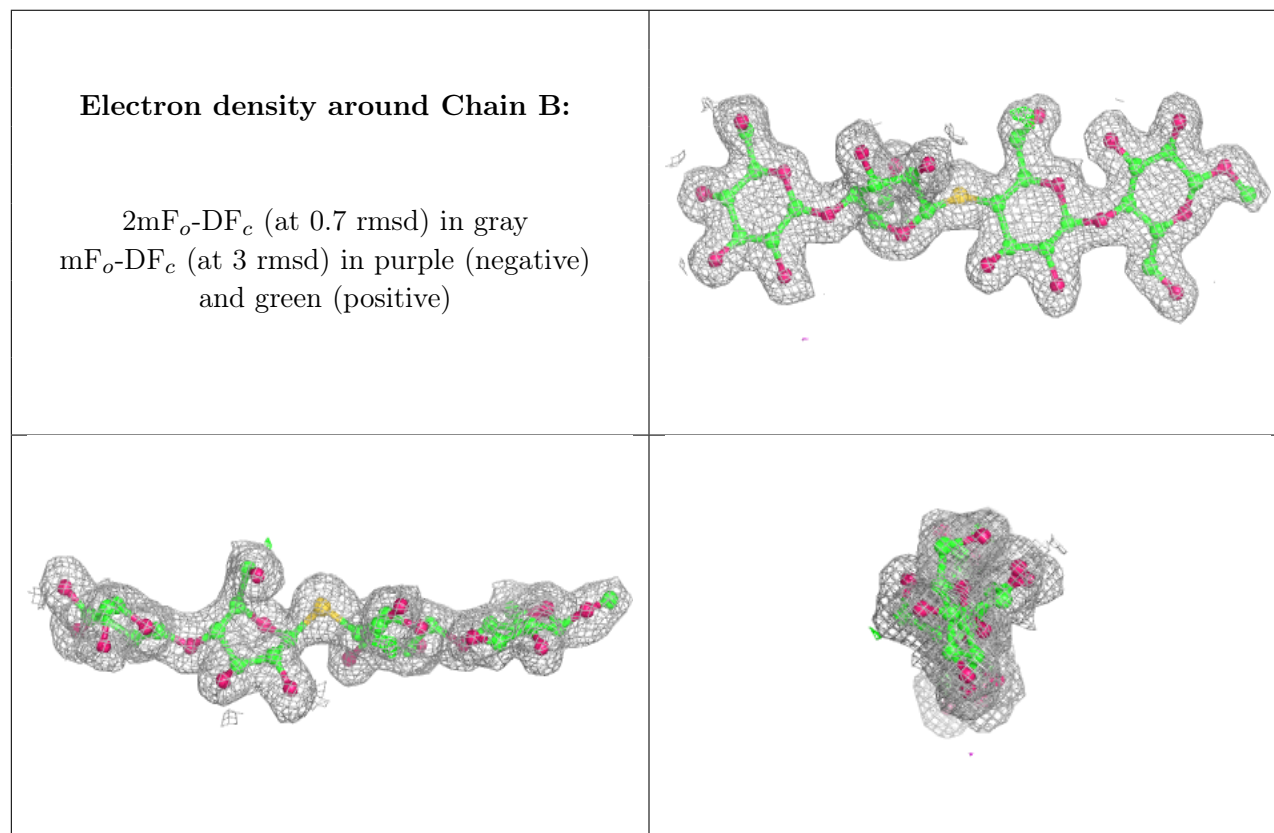 Electron density around Chain B:
2mFₒ-DF𝒸 (at 0.7 rmsd) in gray
mFₒ-DF𝒸 (at 3 rmsd) in purple (negative)
and green (positive)